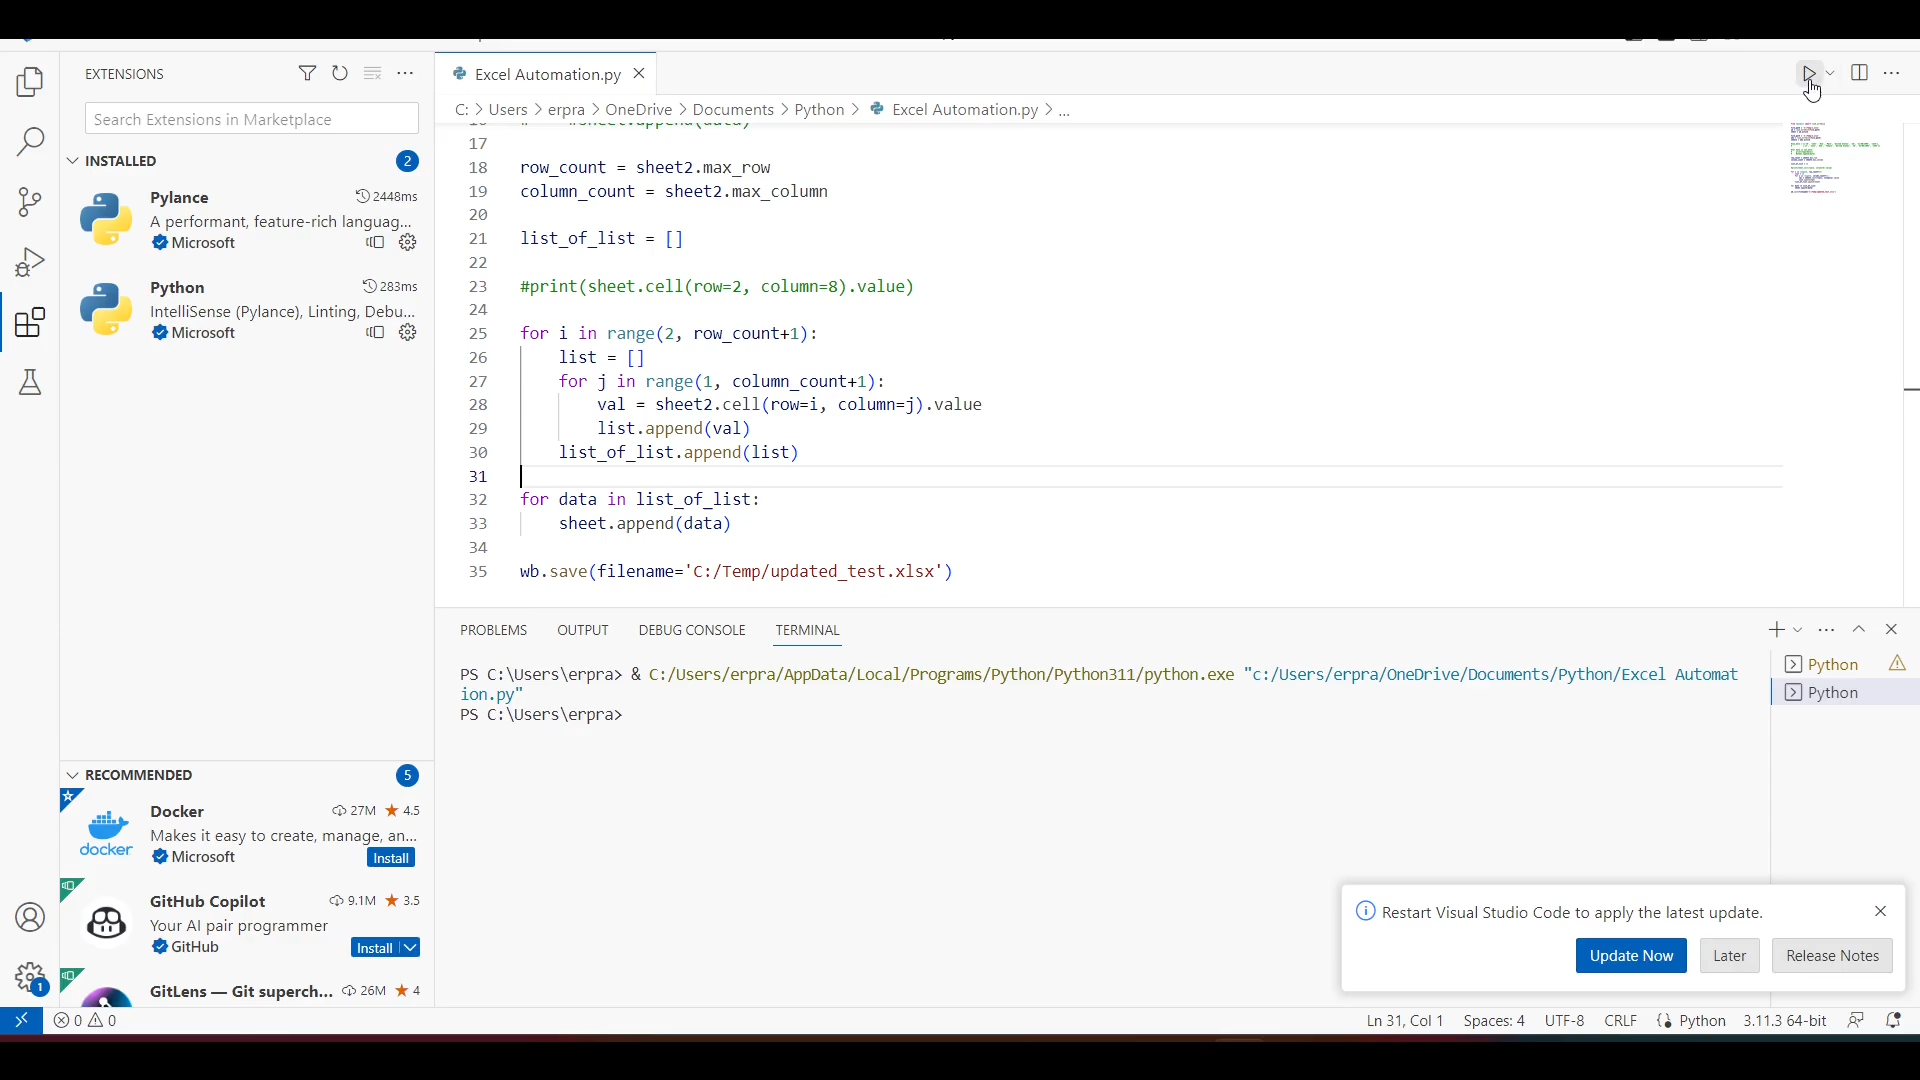 EXTENSIONS
Search Extensions in Marketplace
INSTALLED
2
Pylance
2448ms
A performant, feature-rich languag...
Microsoft
Python
283ms
IntelliSense (Pylance), Linting, Debu...
Microsoft
RECOMMENDED
5
Docker
27M
4.5
Makes it easy to create, manage, an...
Microsoft
Install
docker
GitHub Copilot
9.1M
3.5
Your AI pair programmer
GitHub
Install
GitLens — Git superch...
26M
4
1
Excel Automation.py
C: > Users > erpra > OneDrive > Documents > Python > Excel Automation.py > ...
17
18 row_count = sheet2.max_row
19 column_count = sheet2.max_column
20
21 list_of_list = []
22
23 #print(sheet.cell(row=2, column=8).value)
24
25 for i in range(2, row_count+1):
26 list = []
27 for j in range(1, column_count+1):
28 val = sheet2.cell(row=i, column=j).value
29 list.append(val)
30 list_of_list.append(list)
31
32 for data in list_of_list:
33 sheet.append(data)
34
35 wb.save(filename='C:/Temp/updated_test.xlsx')
PROBLEMS OUTPUT DEBUG CONSOLE TERMINAL
PS C:\Users\erpra> & C:/Users/erpra/AppData/Local/Programs/Python/Python311/python.exe "c:/Users/erpra/OneDrive/Documents/Python/Excel Automat
ion.py"
PS C:\Users\erpra>
Python
Python
Restart Visual Studio Code to apply the latest update.
Update Now
Later
Release Notes
0 0
Ln 31, Col 1 Spaces: 4 UTF-8 CRLF Python 3.11.3 64-bit